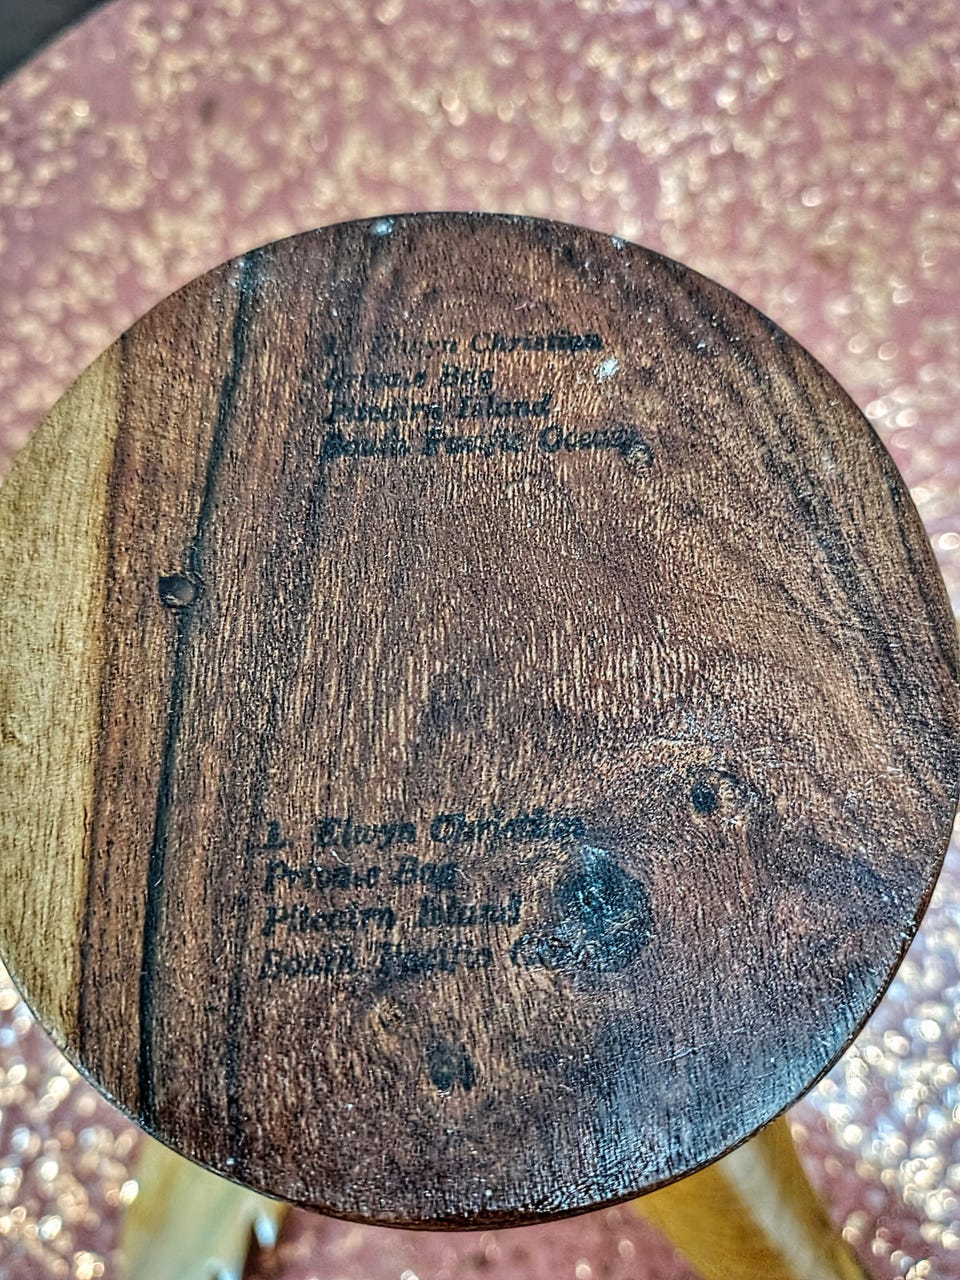 Elwyn Christian
Private Bag
Pitcairn Island
South Pacific Ocean
I. Elwyn Christian
Private Bag
Pitcairn Island
South Pacific